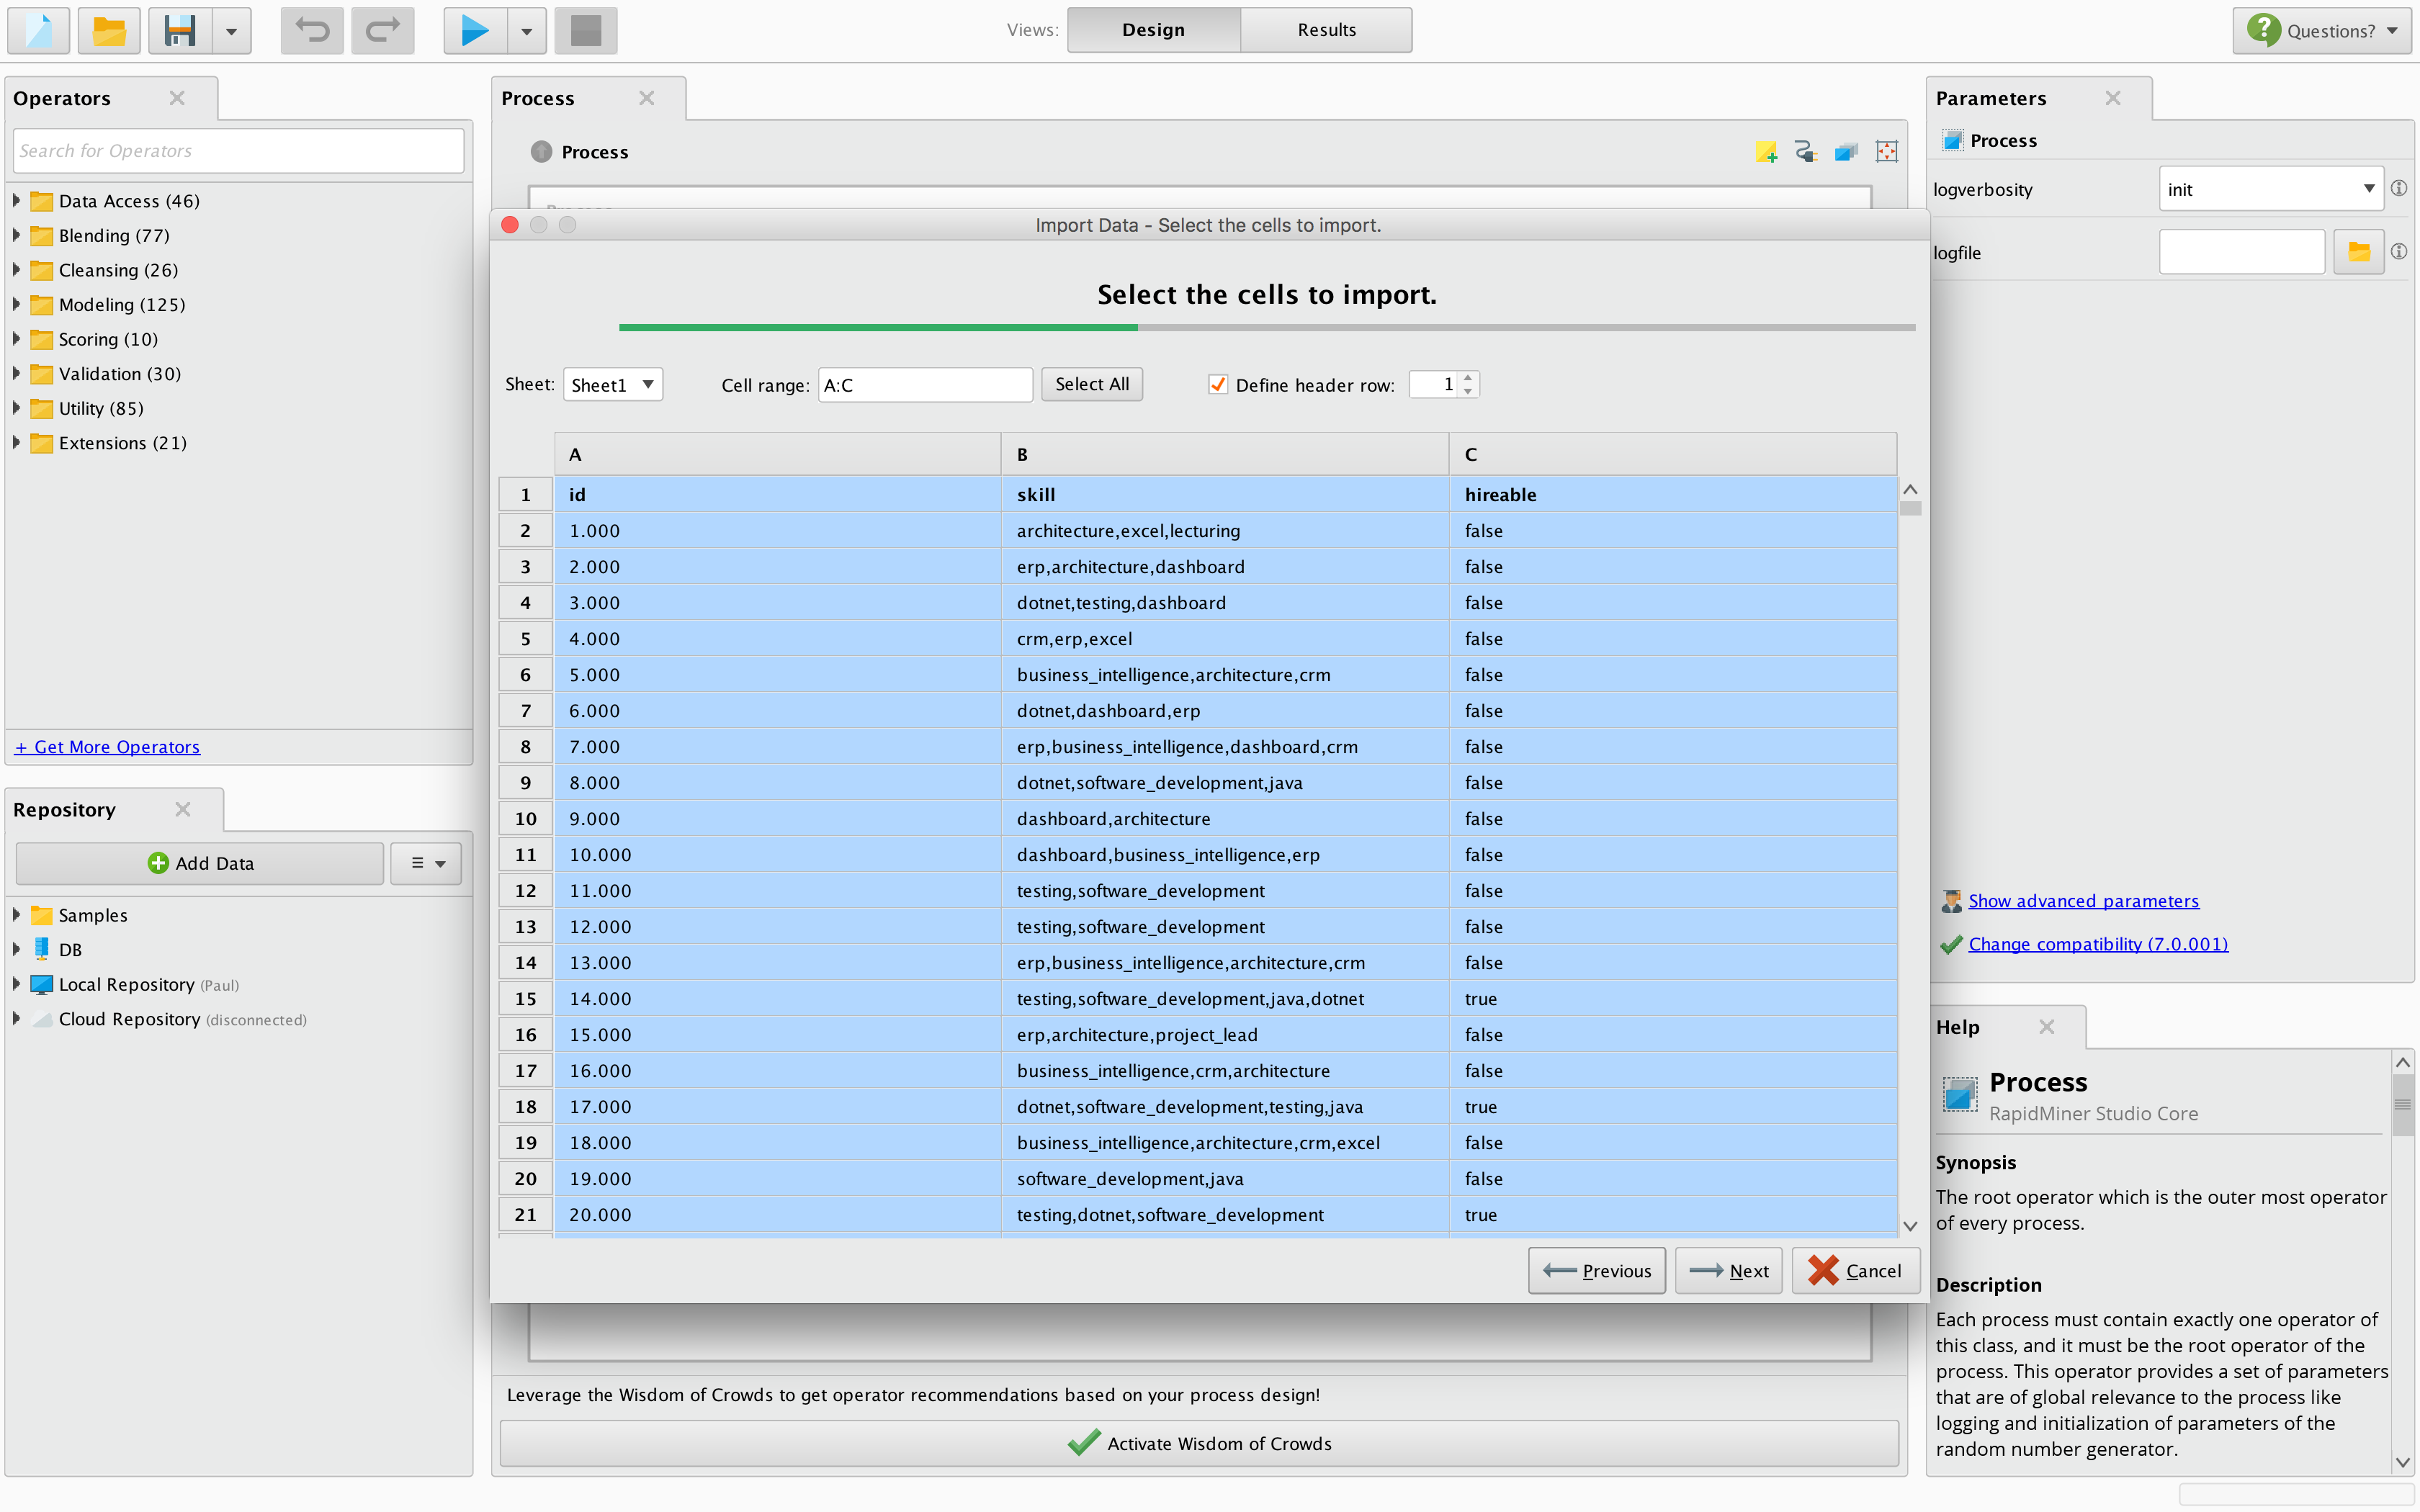 Views: Design Results Questions?
Operators
Search for Operators
Data Access (46)
Blending (77)
Cleansing (26)
Modeling (125)
Scoring (10)
Validation (30)
Utility (85)
Extensions (21)
+ Get More Operators
Repository
Add Data
Samples
DB
Local Repository (Paul)
Cloud Repository (disconnected)
Process
Process
Import Data - Select the cells to import.
Select the cells to import.
Sheet: Sheet1 Cell range: A:C Select All Define header row: 1
A B C
1 id skill hireable
2 1.000 architecture,excel,lecturing false
3 2.000 erp,architecture,dashboard false
4 3.000 dotnet,testing,dashboard false
5 4.000 crm,erp,excel false
6 5.000 business_intelligence,architecture,crm false
7 6.000 dotnet,dashboard,erp false
8 7.000 erp,business_intelligence,dashboard,crm false
9 8.000 dotnet,software_development,java false
10 9.000 dashboard,architecture false
11 10.000 dashboard,business_intelligence,erp false
12 11.000 testing,software_development false
13 12.000 testing,software_development false
14 13.000 erp,business_intelligence,architecture,crm false
15 14.000 testing,software_development,java,dotnet true
16 15.000 erp,architecture,project_lead false
17 16.000 business_intelligence,crm,architecture false
18 17.000 dotnet,software_development,testing,java true
19 18.000 business_intelligence,architecture,crm,excel false
20 19.000 software_development,java false
21 20.000 testing,dotnet,software_development true
Previous Next Cancel
Leverage the Wisdom of Crowds to get operator recommendations based on your process design!
Activate Wisdom of Crowds
Parameters
Process
logverbosity init
logfile
Show advanced parameters
Change compatibility (7.0.001)
Help
Process
RapidMiner Studio Core
Synopsis
The root operator which is the outer most operator
of every process.
Description
Each process must contain exactly one operator of
this class, and it must be the root operator of the
process. This operator provides a set of parameters
that are of global relevance to the process like
logging and initialization of parameters of the
random number generator.